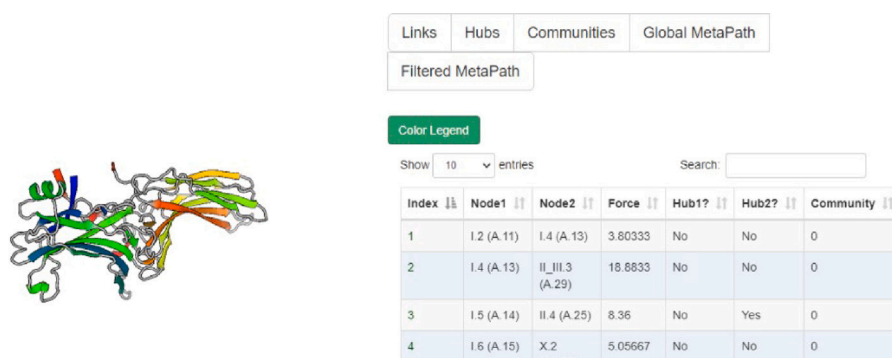 Links Hubs Communities Global MetaPath
Filtered MetaPath
Color Legend
Show 10 entries Search:
Index Node1 Node2 Force Hub1? Hub2? Community
1 I.2 (A.11) I.4 (A.13) 3.80333 No No 0
2 I.4 (A.13) II_III.3 18.8833 No No 0
(A.29)
3 I.5 (A.14) II.4 (A.25) 8.36 No Yes 0
4 I.6 (A.15) X.2 5.05667 No No 0